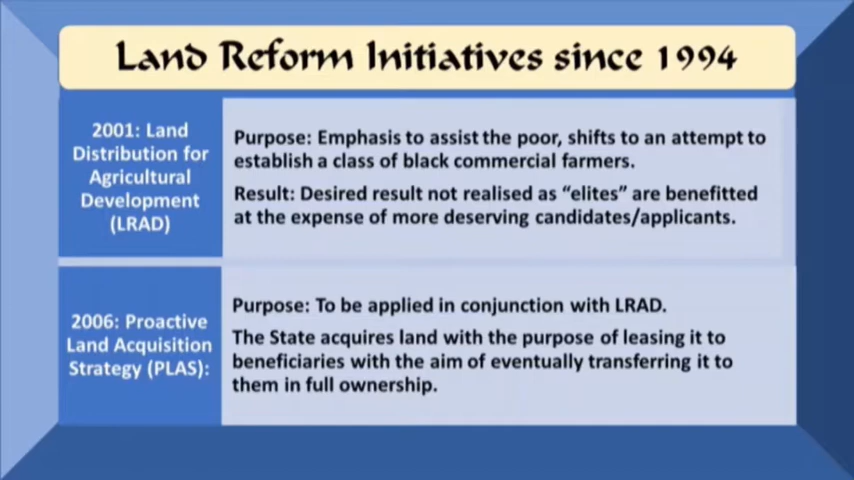 Land Reform Initiatives since 1994
2001: Land
Distribution for
Agricultural
Development
(LRAD)
Purpose: Emphasis to assist the poor, shifts to an attempt to
establish a class of black commercial farmers.
Result: Desired result not realised as “elites” are benefitted
at the expense of more deserving candidates/applicants.
2006: Proactive
Land Acquisition
Strategy (PLAS):
Purpose: To be applied in conjunction with LRAD.
The State acquires land with the purpose of leasing it to
beneficiaries with the aim of eventually transferring it to
them in full ownership.